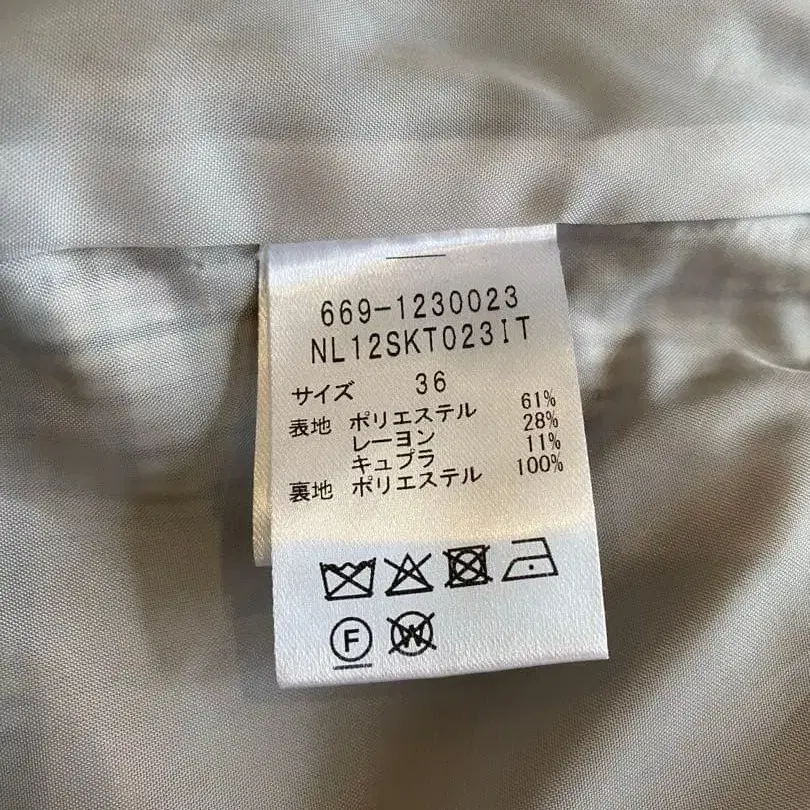 669-1230023
NL12SKT023IT
サイズ 36
表地 ポリエステル 61%
レーヨン 28%
キュプラ 11%
裏地 ポリエステル 100%
F W